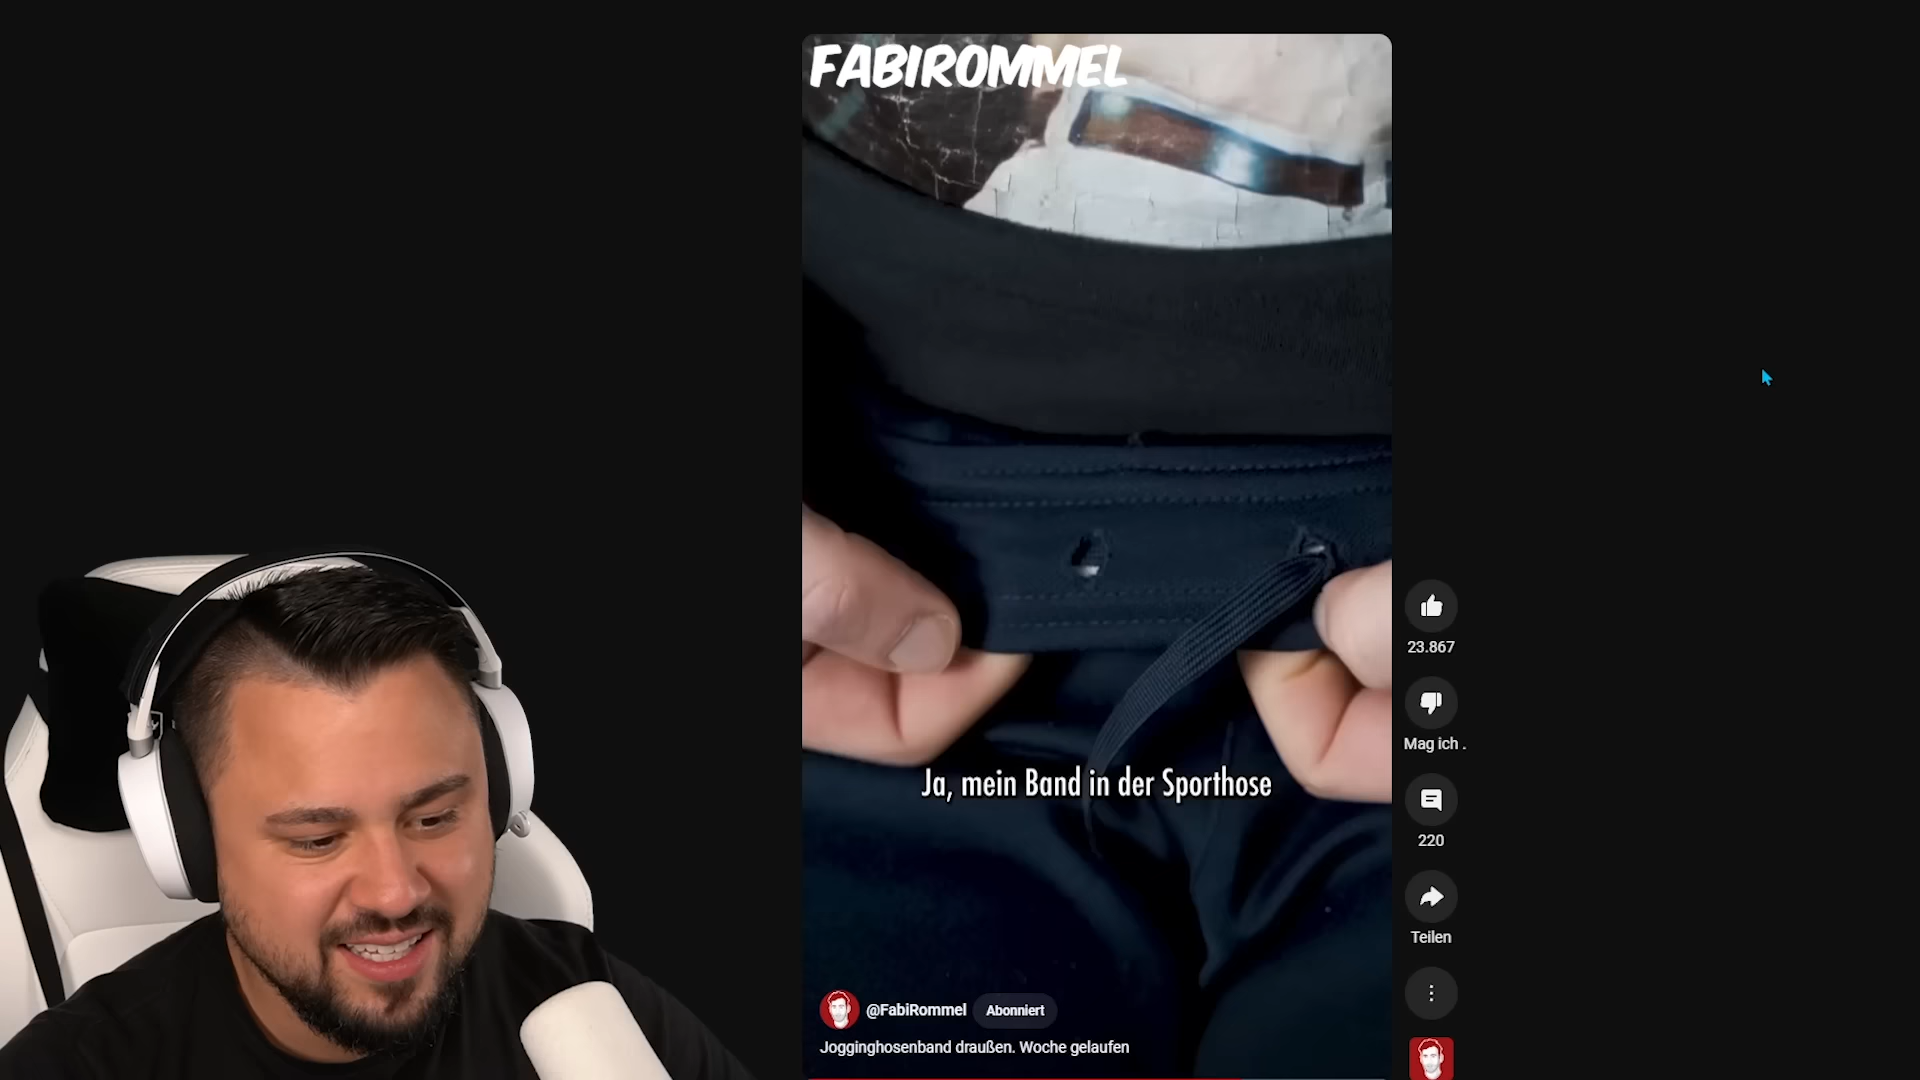 FABIROMMEL
Ja, mein Band in der Sporthose
23.867
Mag ich .
220
Teilen
@FabiRommel
Abonniert
Jogginghosenband draußen. Woche gelaufen